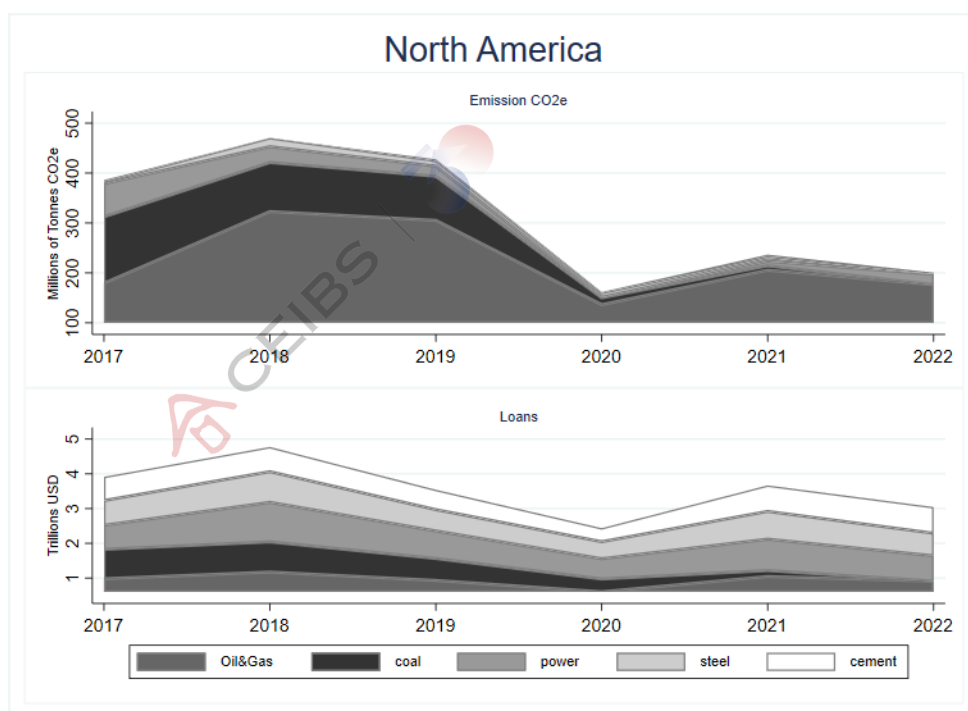 North America
Emission CO2e
Millions of Tonnes CO2e
500
400
300
200
100
2017 2018 2019 2020 2021 2022
CEIBS
Loans
Trillions USD
5
4
3
2
1
2017 2018 2019 2020 2021 2022
Oil&Gas coal power steel cement